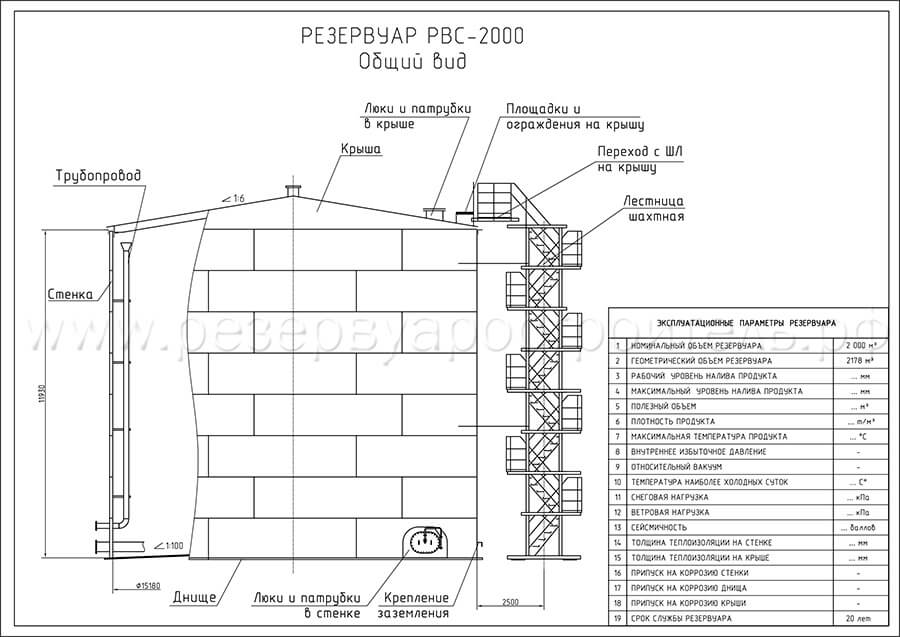 РЕЗЕРВУАР РВС-2000
Общий вид
Люки и патрубки
в крыше
Площадки и
ограждения на крышу
Крыша
Переход с ШЛ
на крышу
Трубопровод
1:6
Лестница
шахтная
Стенка
www.резервуаростроитель.рф
11930
1:100
Ø15180
Днище
Люки и патрубки
в стенке
Крепление
заземления
2500
ЭКСПЛУАТАЦИОННЫЕ ПАРАМЕТРЫ РЕЗЕРВУАРА
1 НОМИНАЛЬНЫЙ ОБЪЕМ РЕЗЕРВУАРА 2 000 м³
2 ГЕОМЕТРИЧЕСКИЙ ОБЪЕМ РЕЗЕРВУАРА 2178 м³
3 РАБОЧИЙ УРОВЕНЬ НАЛИВА ПРОДУКТА ... мм
4 МАКСИМАЛЬНЫЙ УРОВЕНЬ НАЛИВА ПРОДУКТА ... мм
5 ПОЛЕЗНЫЙ ОБЪЕМ ... м³
6 ПЛОТНОСТЬ ПРОДУКТА ... т/м³
7 МАКСИМАЛЬНАЯ ТЕМПЕРАТУРА ПРОДУКТА ... °С
8 ВНУТРЕННЕЕ ИЗБЫТОЧНОЕ ДАВЛЕНИЕ -
9 ОТНОСИТЕЛЬНЫЙ ВАКУУМ -
10 ТЕМПЕРАТУРА НАИБОЛЕЕ ХОЛОДНЫХ СУТОК ... С°
11 СНЕГОВАЯ НАГРУЗКА ... кПа
12 ВЕТРОВАЯ НАГРУЗКА ... кПа
13 СЕЙСМИЧНОСТЬ ... баллов
14 ТОЛЩИНА ТЕПЛОИЗОЛЯЦИИ НА СТЕНКЕ ... мм
15 ТОЛЩИНА ТЕПЛОИЗОЛЯЦИИ НА КРЫШЕ ... мм
16 ПРИПУСК НА КОРРОЗИЮ СТЕНКИ -
17 ПРИПУСК НА КОРРОЗИЮ ДНИЩА -
18 ПРИПУСК НА КОРРОЗИЮ КРЫШИ -
19 СРОК СЛУЖБЫ РЕЗЕРВУАРА 20 лет